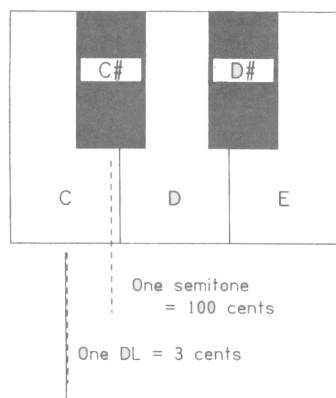 C#
D#
C
D
E
One semitone
= 100 cents
One DL = 3 cents